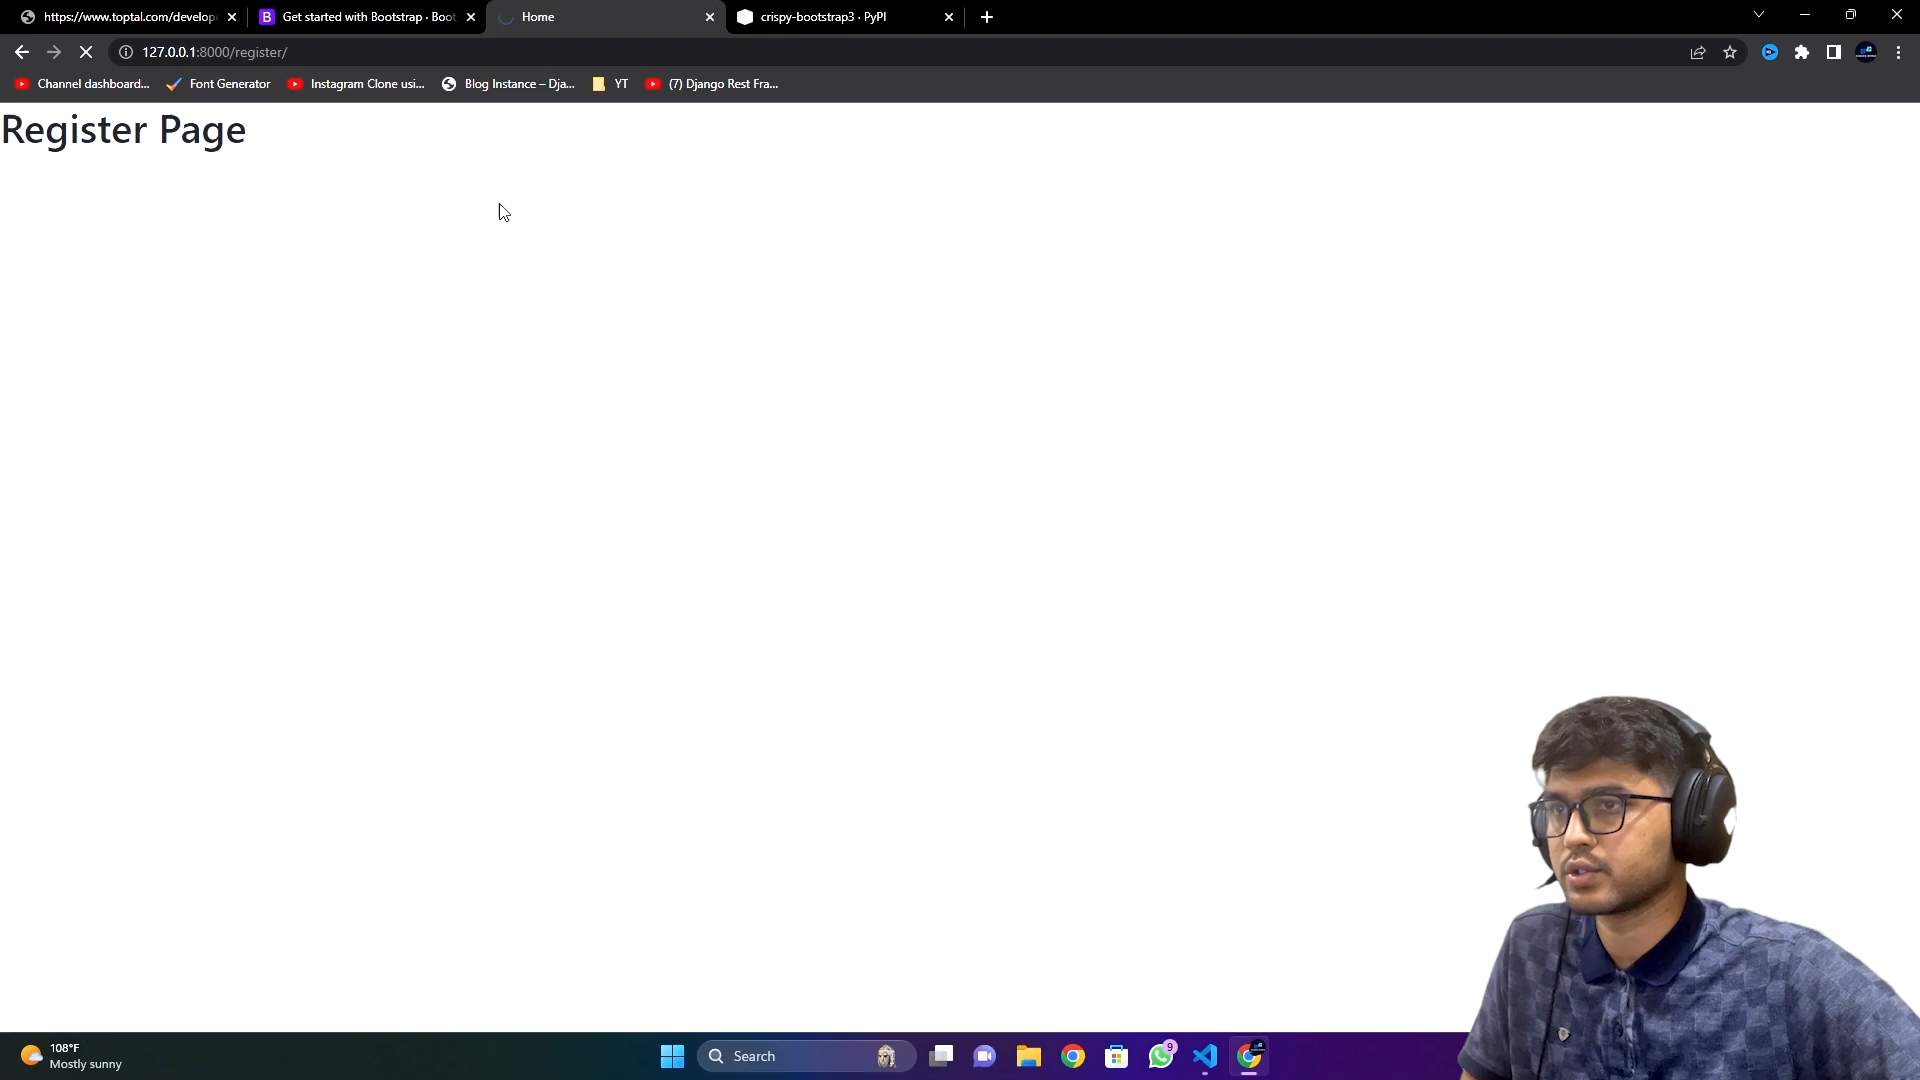 https://www.toptal.com/develop
Get started with Bootstrap · Boot
Home
crispy-bootstrap3 · PyPI
127.0.0.1:8000/register/
Channel dashboard...
Font Generator
Instagram Clone usi...
Blog Instance – Dja...
YT
(7) Django Rest Fra...
Register Page
108°F
Mostly sunny
Search
9